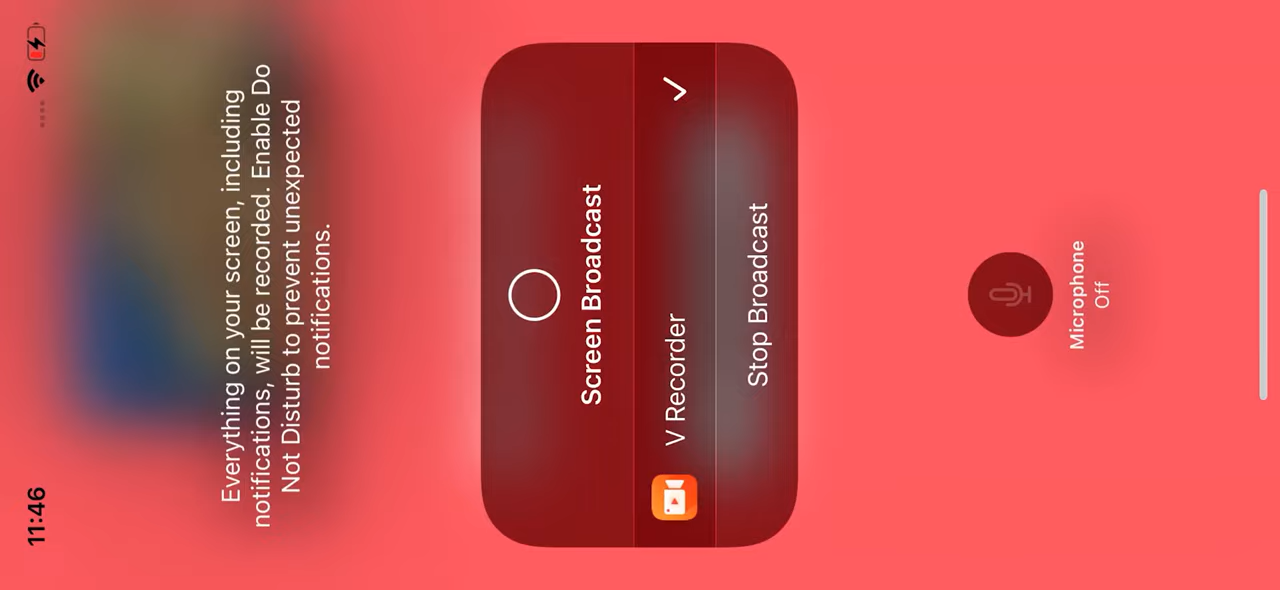 11:46
Everything on your screen, including
notifications, will be recorded. Enable Do
Not Disturb to prevent unexpected
notifications.
Screen Broadcast
V Recorder
Stop Broadcast
Microphone
Off